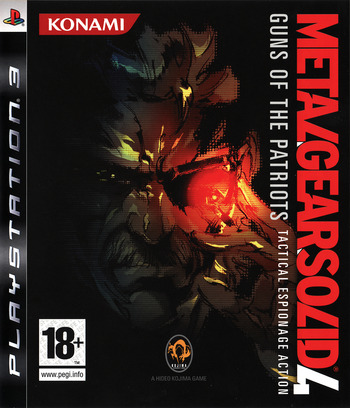 PLAYSTATION 3
KONAMI
METAL GEAR SOLID 4
GUNS OF THE PATRIOTS
TACTICAL ESPIONAGE ACTION
18+
www.pegi.info
KOJIMA
A HIDEO KOJIMA GAME